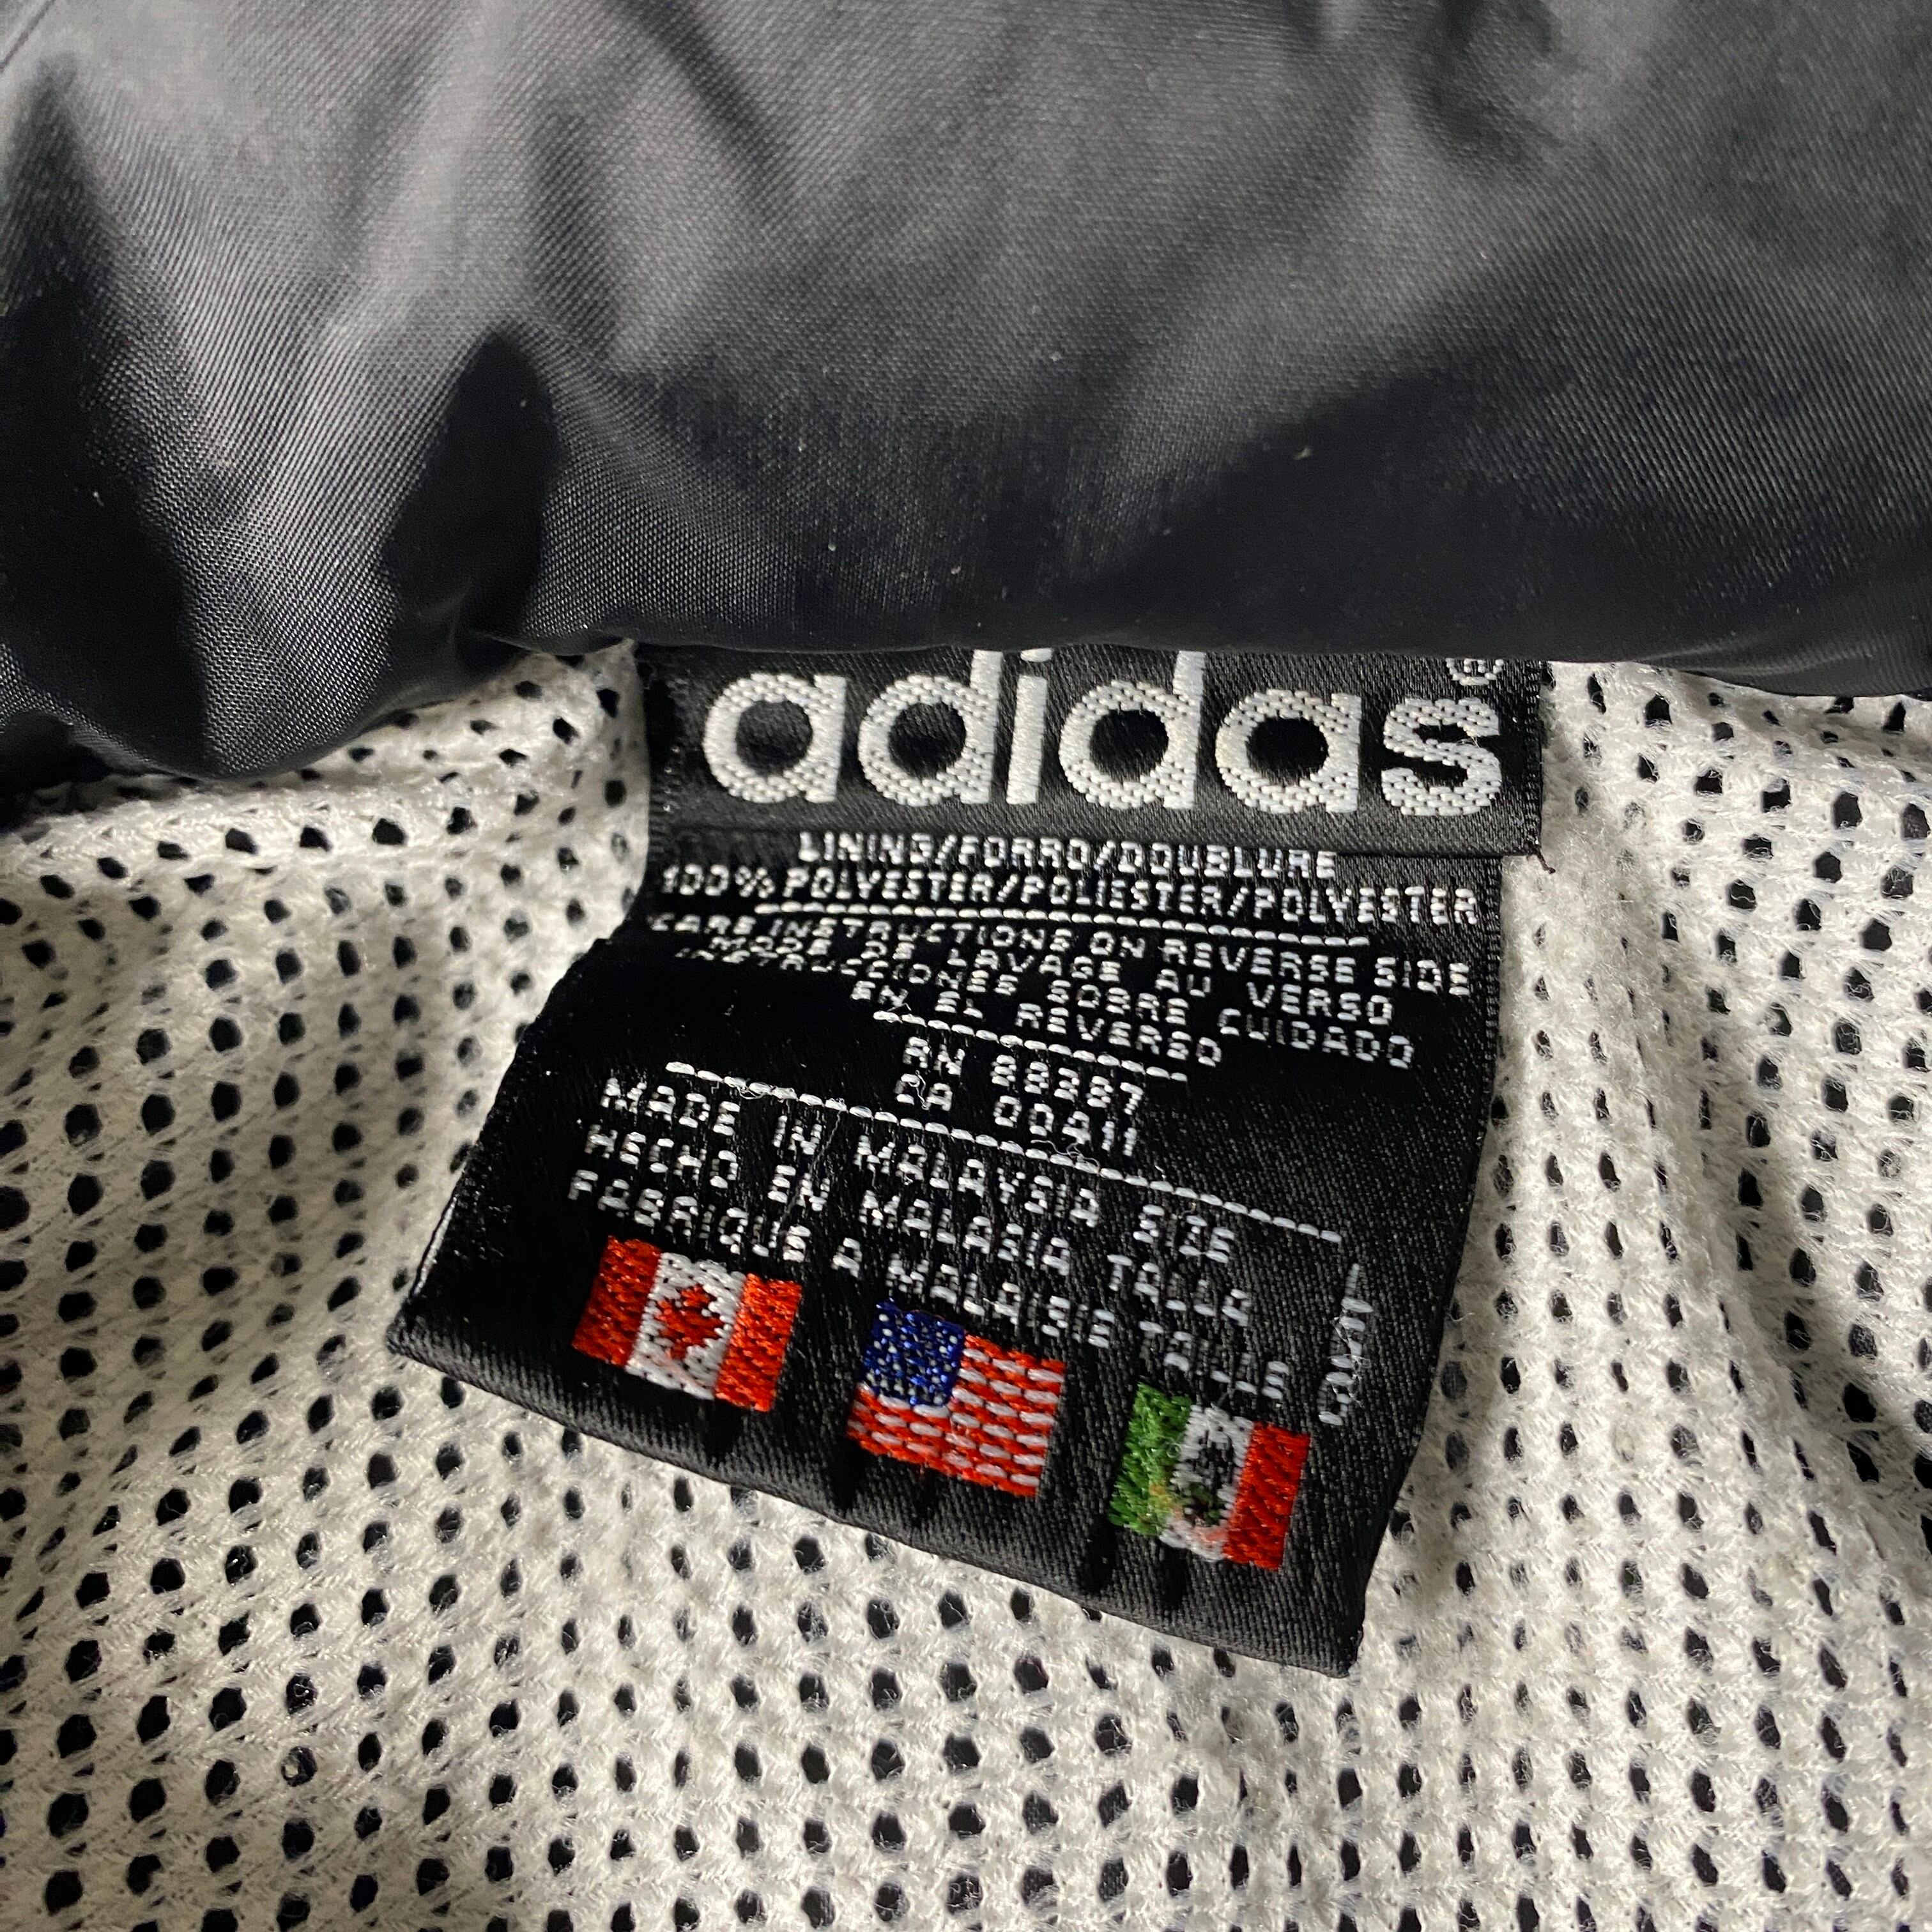 adidas®
LINING/FORRO/DOUBLURE
100% POLYESTER/POLIESTER/POLYESTER
CARE INSTRUCTIONS ON REVERSE SIDE
MODE DE LAVAGE AU VERSO
INSTRUCCIONES SOBRE CUIDADO
EN EL REVERSO
RN 88387
CA 00411
MADE IN MALAYSIA SIZE
HECHO EN MALASIA TALLA
FABRIQUE A MALAISIE TAILLE